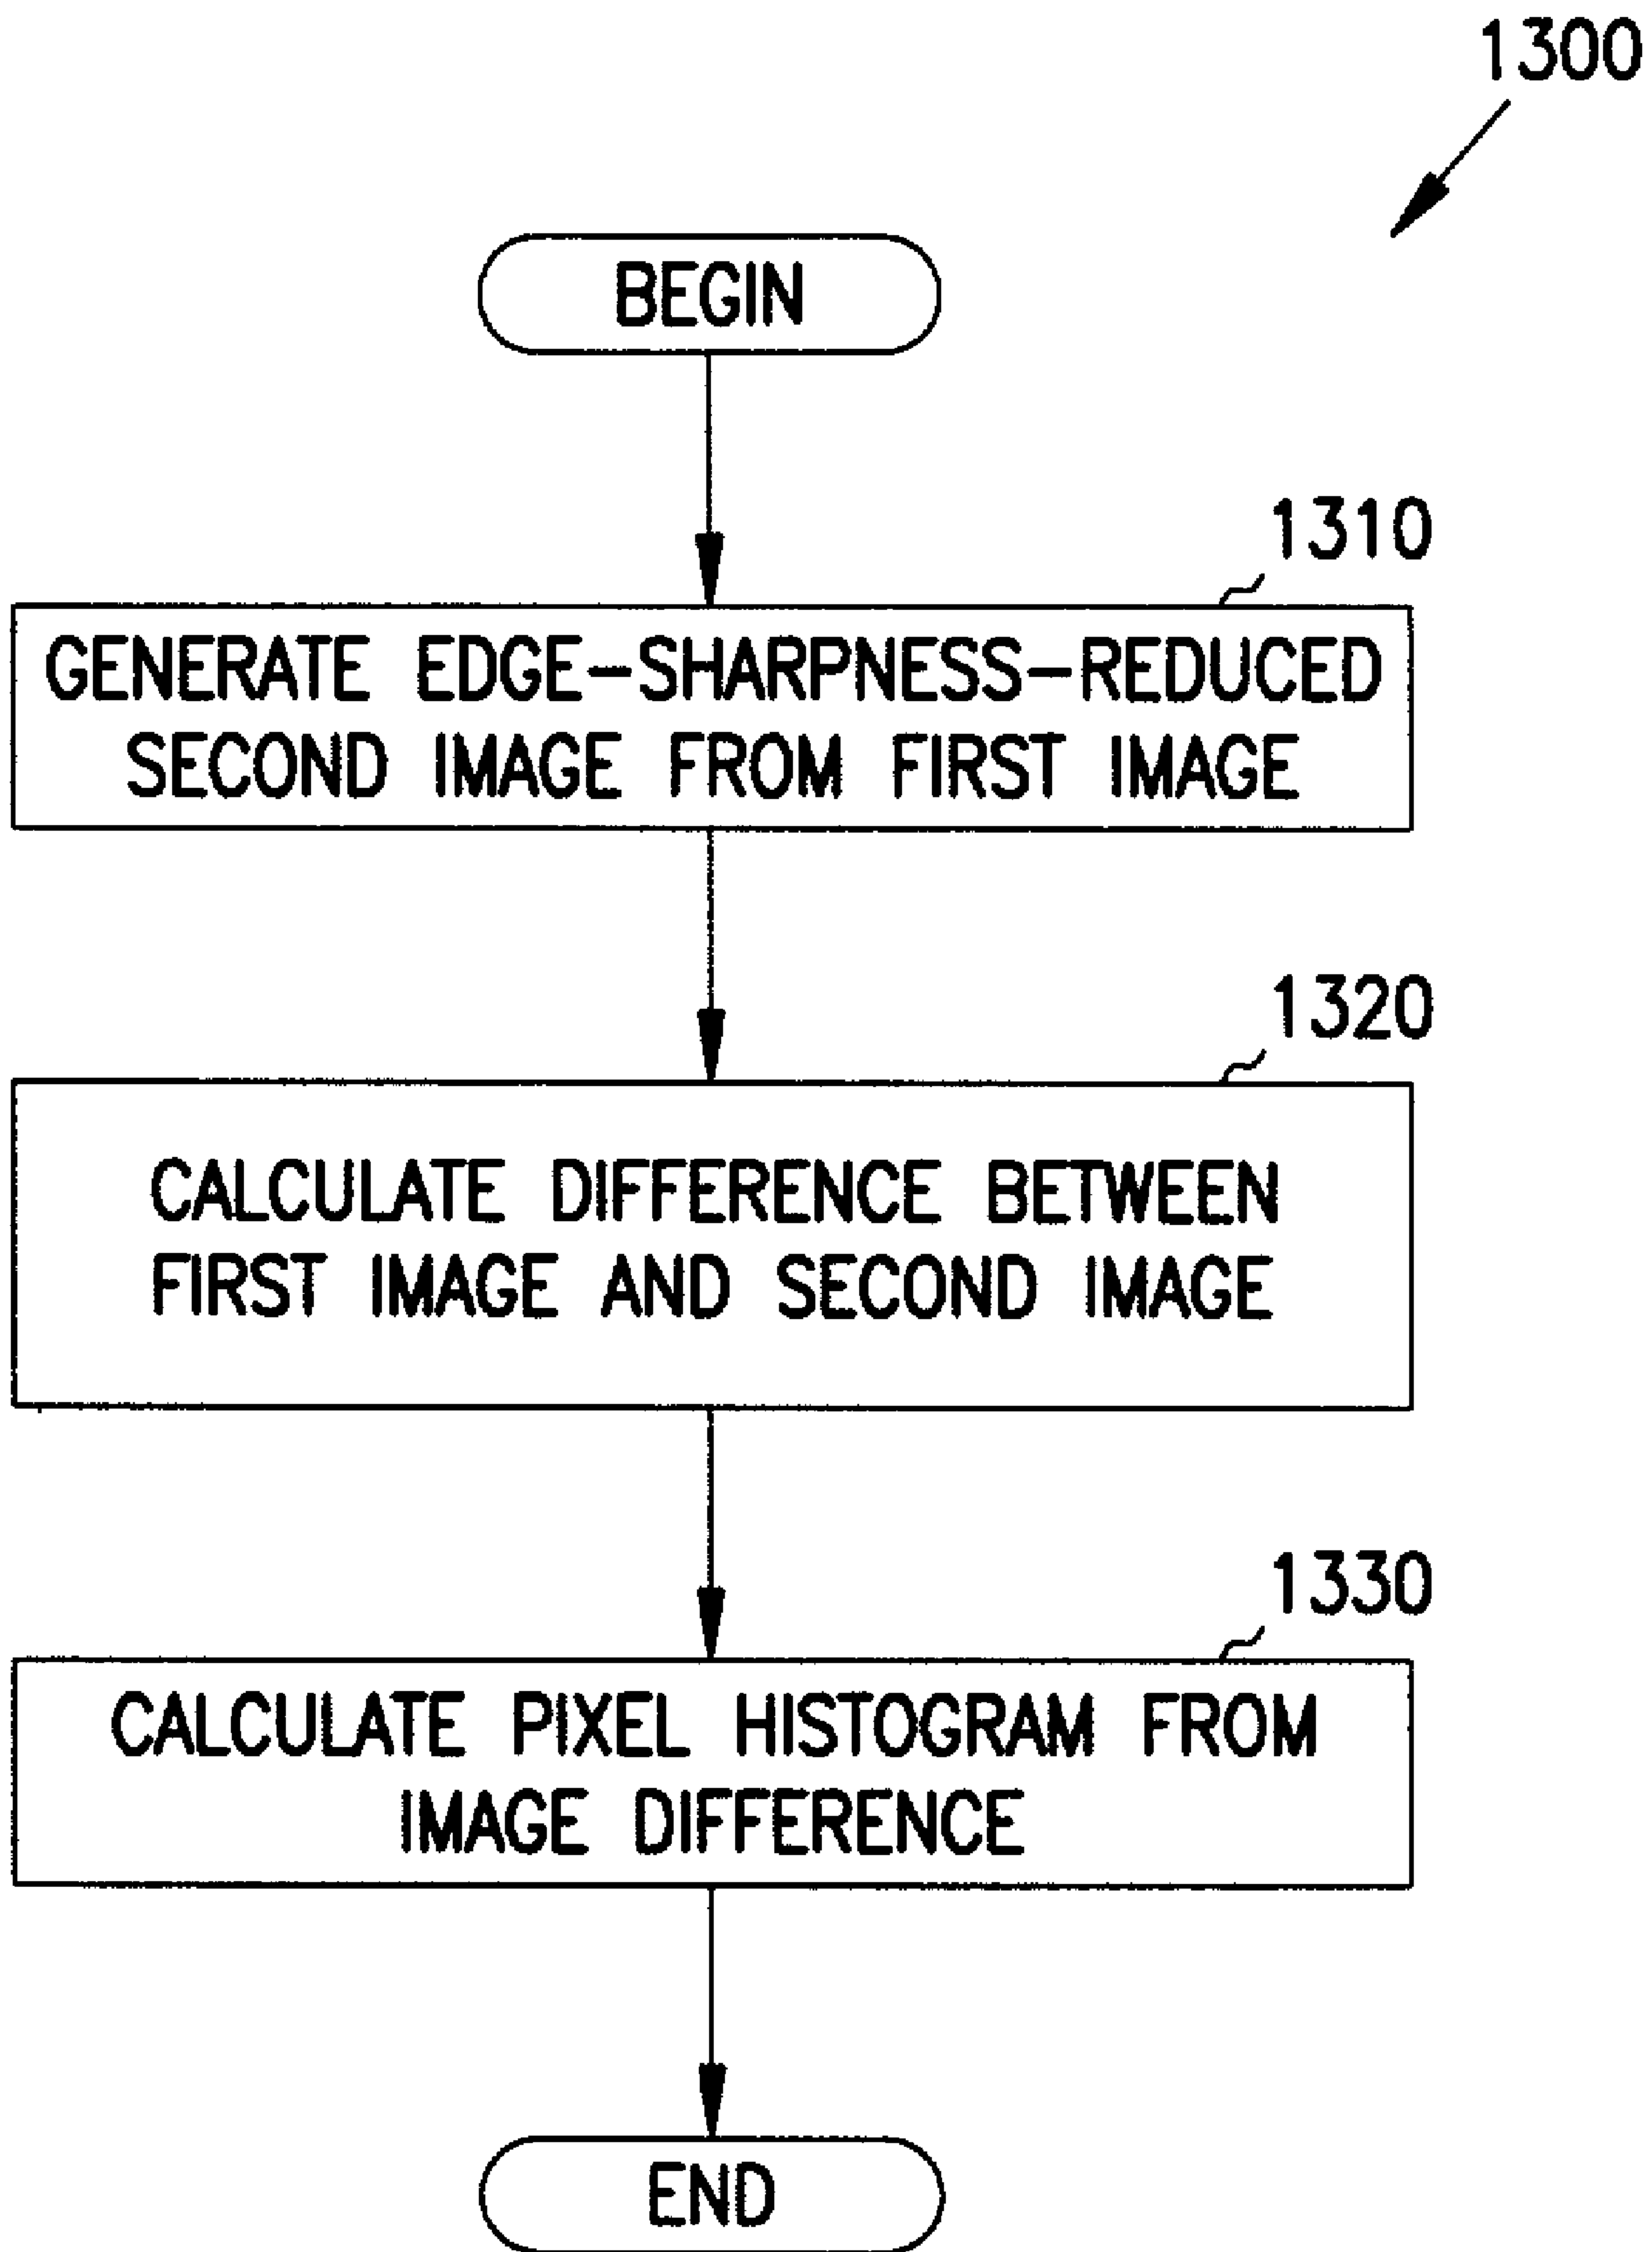 1300
BEGIN
1310
GENERATE EDGE-SHARPNESS-REDUCED
SECOND IMAGE FROM FIRST IMAGE
1320
CALCULATE DIFFERENCE BETWEEN
FIRST IMAGE AND SECOND IMAGE
1330
CALCULATE PIXEL HISTOGRAM FROM
IMAGE DIFFERENCE
END